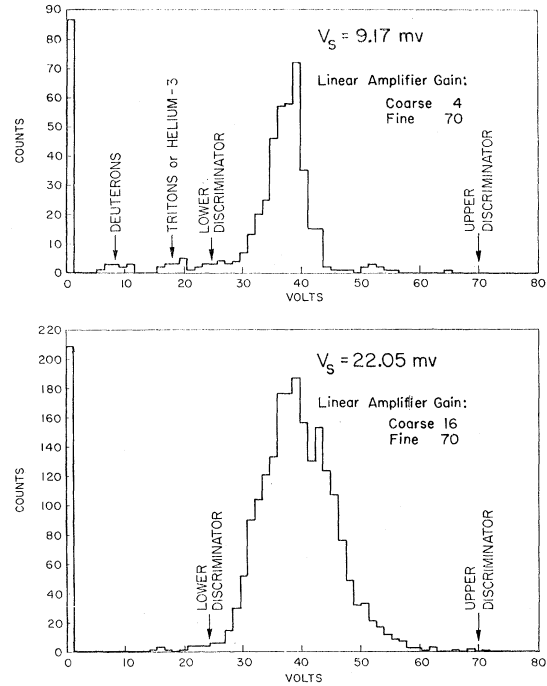 90
80
70
60
50
40
30
20
10
0
COUNTS
V_S = 9.17 mv
Linear Amplifier Gain:
Coarse 4
Fine 70
DEUTERONS
TRITONS or HELIUM-3
LOWER
DISCRIMINATOR
UPPER
DISCRIMINATOR
0 10 20 30 40 50 60 70 80
VOLTS
220
200
180
160
140
120
100
80
60
40
20
0
COUNTS
V_S = 22.05 mv
Linear Amplifier Gain:
Coarse 16
Fine 70
LOWER
DISCRIMINATOR
UPPER
DISCRIMINATOR
0 10 20 30 40 50 60 70 80
VOLTS